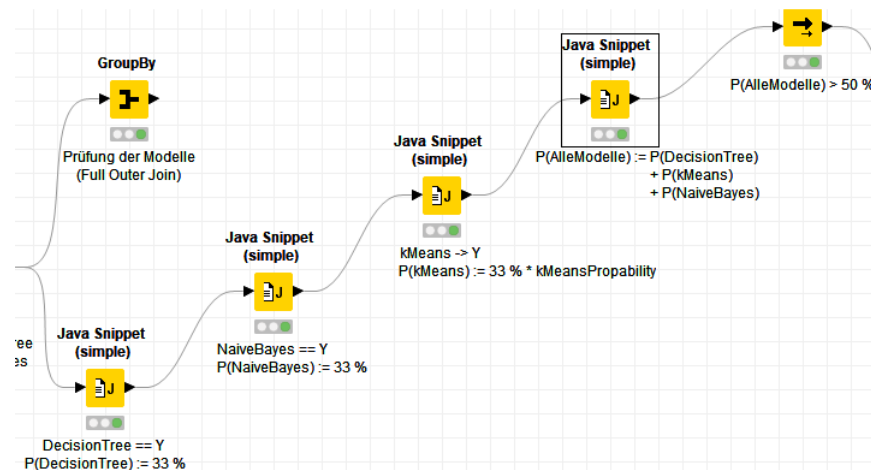 GroupBy
Prüfung der Modelle
(Full Outer Join)
Java Snippet
(simple)
P(AlleModelle) := P(DecisionTree)
+ P(kMeans)
+ P(NaiveBayes)
P(AlleModelle) > 50 %
Java Snippet
(simple)
kMeans -> Y
P(kMeans) := 33 % * kMeansPropability
Java Snippet
(simple)
NaiveBayes == Y
P(NaiveBayes) := 33 %
Java Snippet
(simple)
DecisionTree == Y
P(DecisionTree) := 33 %